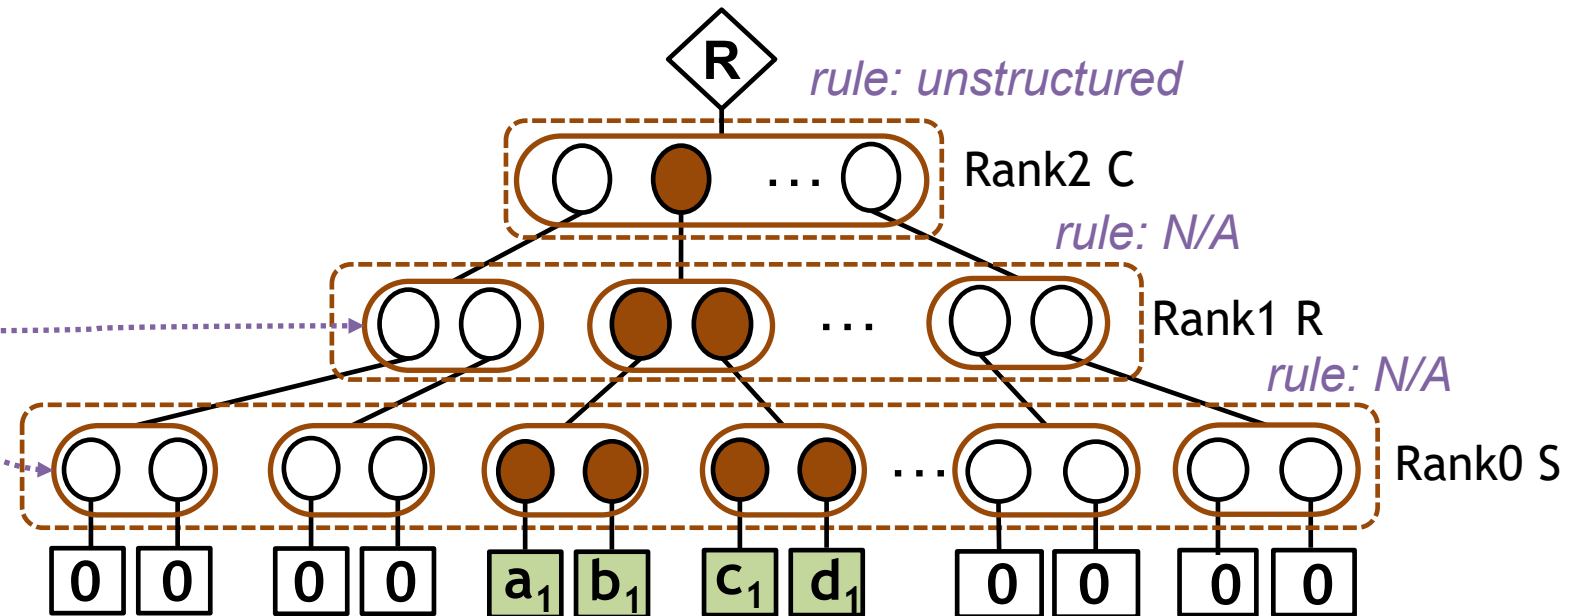 R
rule: unstructured
... Rank2 C
rule: N/A
... Rank1 R
rule: N/A
... Rank0 S
0 0 0 0 a₁ b₁ c₁ d₁ 0 0 0 0